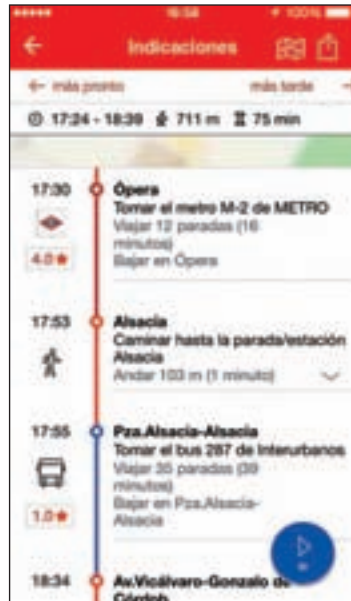 16:58 100%
Indicaciones
más pronto más tarde
17:24 - 18:39 711 m 75 min
17:30 Ópera
Tomar el metro M-2 de METRO
Viajar 12 paradas (16
minutos)
4.0 Bajar en Ópera
17:53 Alsacia
Caminar hasta la parada/estación
Alsacia
Andar 103 m (1 minuto)
17:55 Pza.Alsacia-Alsacia
Tomar el bus 287 de Interurbanos
Viajar 35 paradas (39
minutos)
1.0 Bajar en Pza.Alsacia-
Alsacia
18:34 Av.Vicálvaro-Gonzalo de
Córdob.